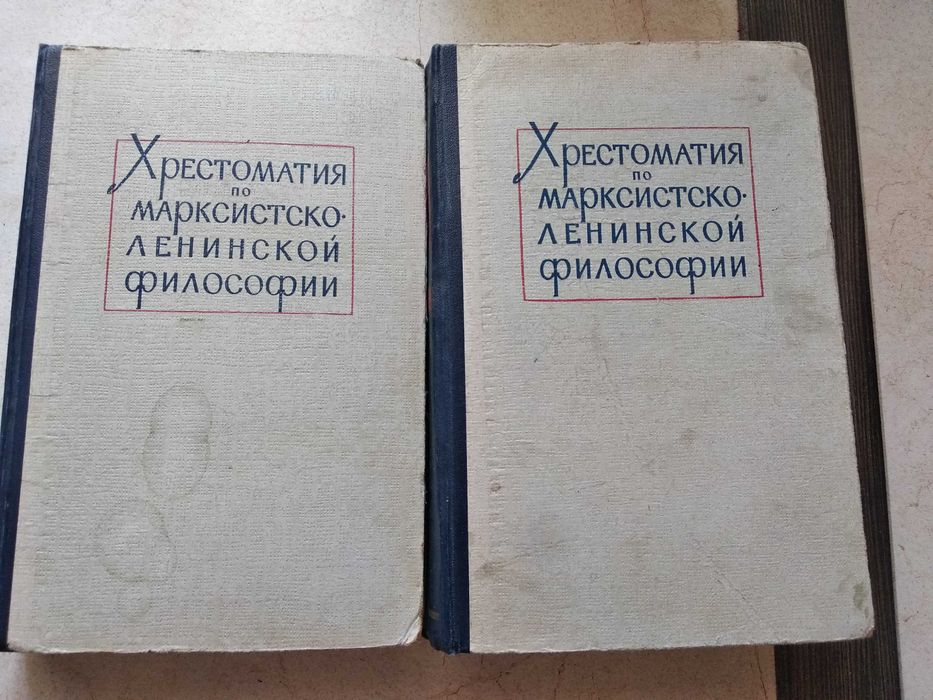 Хрестоматия
по
марксистско-
ленинской
философии
Хрестоматия
по
марксистско-
ленинской
философии